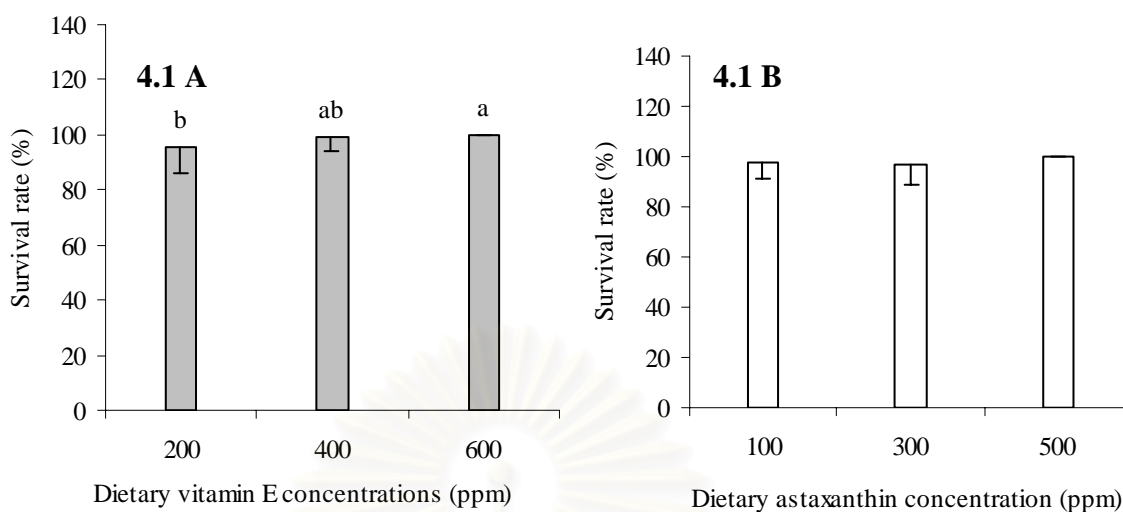 140
120
100
80
60
40
20
0
Survival rate (%)
4.1 A
b
ab
a
200 400 600
Dietary vitamin E concentrations (ppm)
140
120
100
80
60
40
20
0
Survival rate (%)
4.1 B
100 300 500
Dietary astaxanthin concentration (ppm)